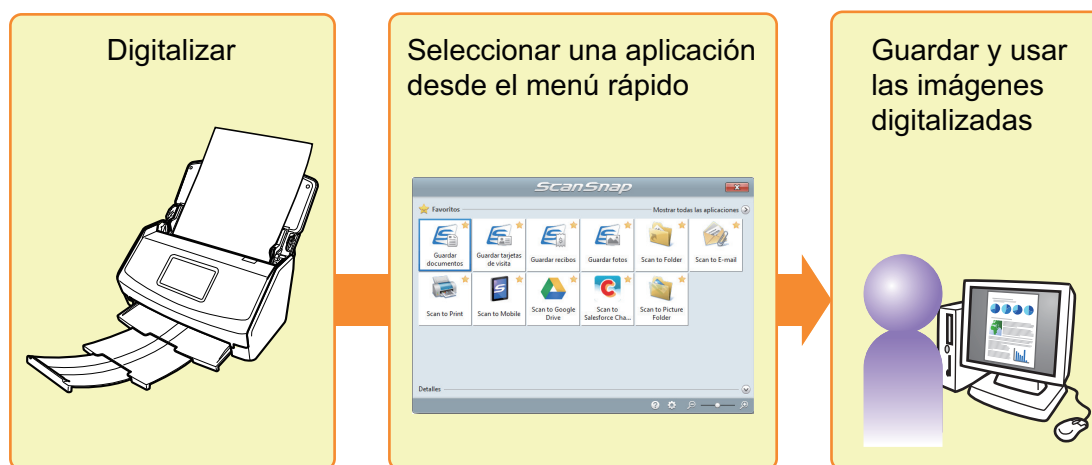 Digitalizar
Seleccionar una aplicación
desde el menú rápido
ScanSnap
Favoritos
Mostrar todas las aplicaciones
Guardar
documentos
Guardar tarjetas
de visita
Guardar recibos
Guardar fotos
Scan to Folder
Scan to E-mail
Scan to Print
Scan to Mobile
Scan to Google
Drive
Scan to
Salesforce Cha...
Scan to Picture
Folder
Detalles
Guardar y usar
las imágenes
digitalizadas